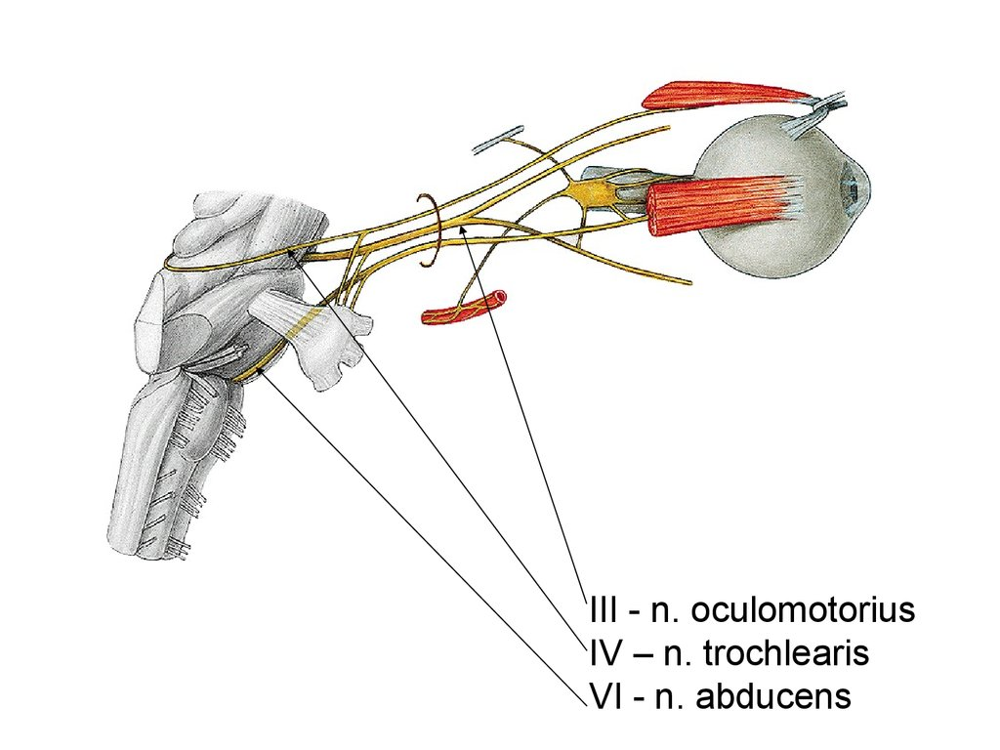 III - n. oculomotorius
IV – n. trochlearis
VI - n. abducens